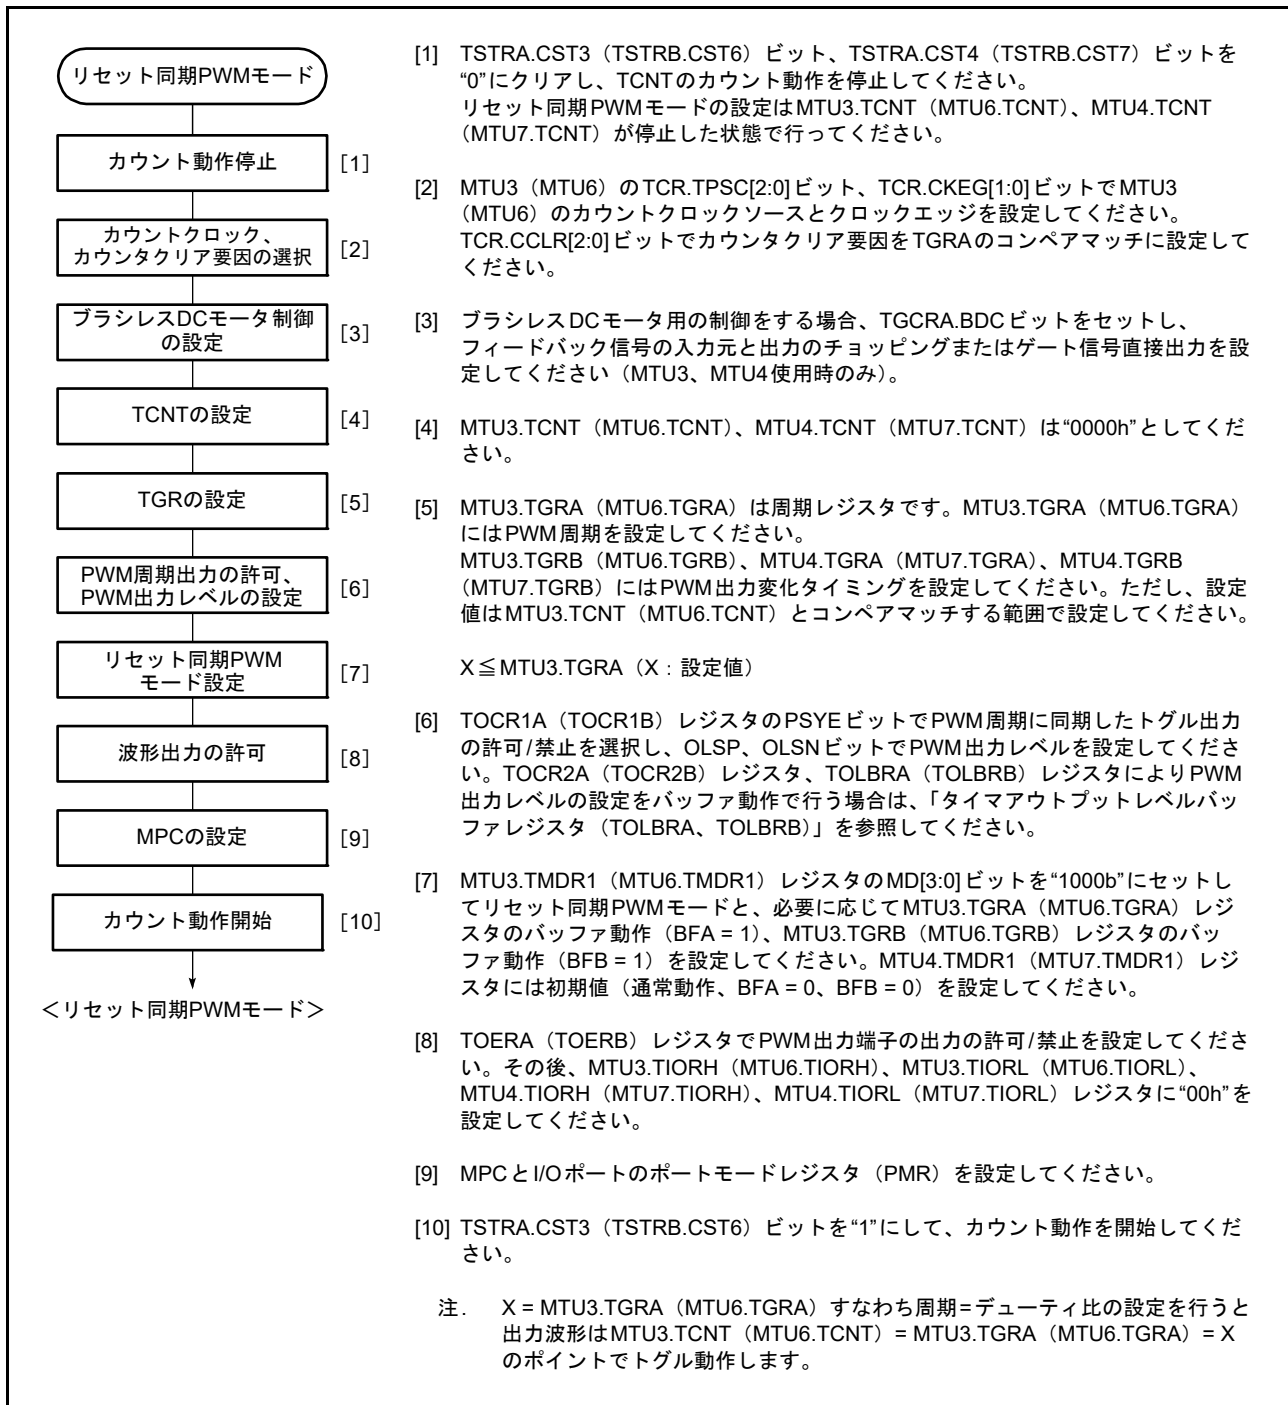 リセット同期PWMモード
カウント動作停止 [1]
カウントクロック、
カウンタクリア要因の選択 [2]
ブラシレスDCモータ制御
の設定 [3]
TCNTの設定 [4]
TGRの設定 [5]
PWM周期出力の許可、
PWM出力レベルの設定 [6]
リセット同期PWM
モード設定 [7]
波形出力の許可 [8]
MPCの設定 [9]
カウント動作開始 [10]
＜リセット同期PWMモード＞
[1] TSTRA.CST3（TSTRB.CST6）ビット、TSTRA.CST4（TSTRB.CST7）ビットを
“0”にクリアし、TCNTのカウント動作を停止してください。
リセット同期PWMモードの設定はMTU3.TCNT（MTU6.TCNT）、MTU4.TCNT
（MTU7.TCNT）が停止した状態で行ってください。
[2] MTU3（MTU6）のTCR.TPSC[2:0]ビット、TCR.CKEG[1:0]ビットでMTU3
（MTU6）のカウントクロックソースとクロックエッジを設定してください。
TCR.CCLR[2:0]ビットでカウンタクリア要因をTGRAのコンペアマッチに設定して
ください。
[3] ブラシレスDCモータ用の制御をする場合、TGCRA.BDCビットをセットし、
フィードバック信号の入力元と出力のチョッピングまたはゲート信号直接出力を設
定してください（MTU3、MTU4使用時のみ）。
[4] MTU3.TCNT（MTU6.TCNT）、MTU4.TCNT（MTU7.TCNT）は“0000h”としてくだ
さい。
[5] MTU3.TGRA（MTU6.TGRA）は周期レジスタです。MTU3.TGRA（MTU6.TGRA）
にはPWM周期を設定してください。
MTU3.TGRB（MTU6.TGRB）、MTU4.TGRA（MTU7.TGRA）、MTU4.TGRB
（MTU7.TGRB）にはPWM出力変化タイミングを設定してください。ただし、設定
値はMTU3.TCNT（MTU6.TCNT）とコンペアマッチする範囲で設定してください。
X≦MTU3.TGRA（X：設定値）
[6] TOCR1A（TOCR1B）レジスタのPSYEビットでPWM周期に同期したトグル出力
の許可/禁止を選択し、OLSP、OLSNビットでPWM出力レベルを設定してくださ
い。TOCR2A（TOCR2B）レジスタ、TOLBRA（TOLBRB）レジスタによりPWM
出力レベルの設定をバッファ動作で行う場合は、「タイマアウトプットレベルバッ
ファレジスタ（TOLBRA、TOLBRB）」を参照してください。
[7] MTU3.TMDR1（MTU6.TMDR1）レジスタのMD[3:0]ビットを“1000b”にセットし
てリセット同期PWMモードと、必要に応じてMTU3.TGRA（MTU6.TGRA）レジ
スタのバッファ動作（BFA = 1）、MTU3.TGRB（MTU6.TGRB）レジスタのバッ
ファ動作（BFB = 1）を設定してください。MTU4.TMDR1（MTU7.TMDR1）レジ
スタには初期値（通常動作、BFA = 0、BFB = 0）を設定してください。
[8] TOERA（TOERB）レジスタでPWM出力端子の出力の許可/禁止を設定してくださ
い。その後、MTU3.TIORH（MTU6.TIORH）、MTU3.TIORL（MTU6.TIORL）、
MTU4.TIORH（MTU7.TIORH）、MTU4.TIORL（MTU7.TIORL）レジスタに“00h”を
設定してください。
[9] MPCとI/Oポートのポートモードレジスタ（PMR）を設定してください。
[10] TSTRA.CST3（TSTRB.CST6）ビットを“1”にして、カウント動作を開始してくだ
さい。
注. X = MTU3.TGRA（MTU6.TGRA）すなわち周期=デューティ比の設定を行うと
出力波形はMTU3.TCNT（MTU6.TCNT）= MTU3.TGRA（MTU6.TGRA）= X
のポイントでトグル動作します。